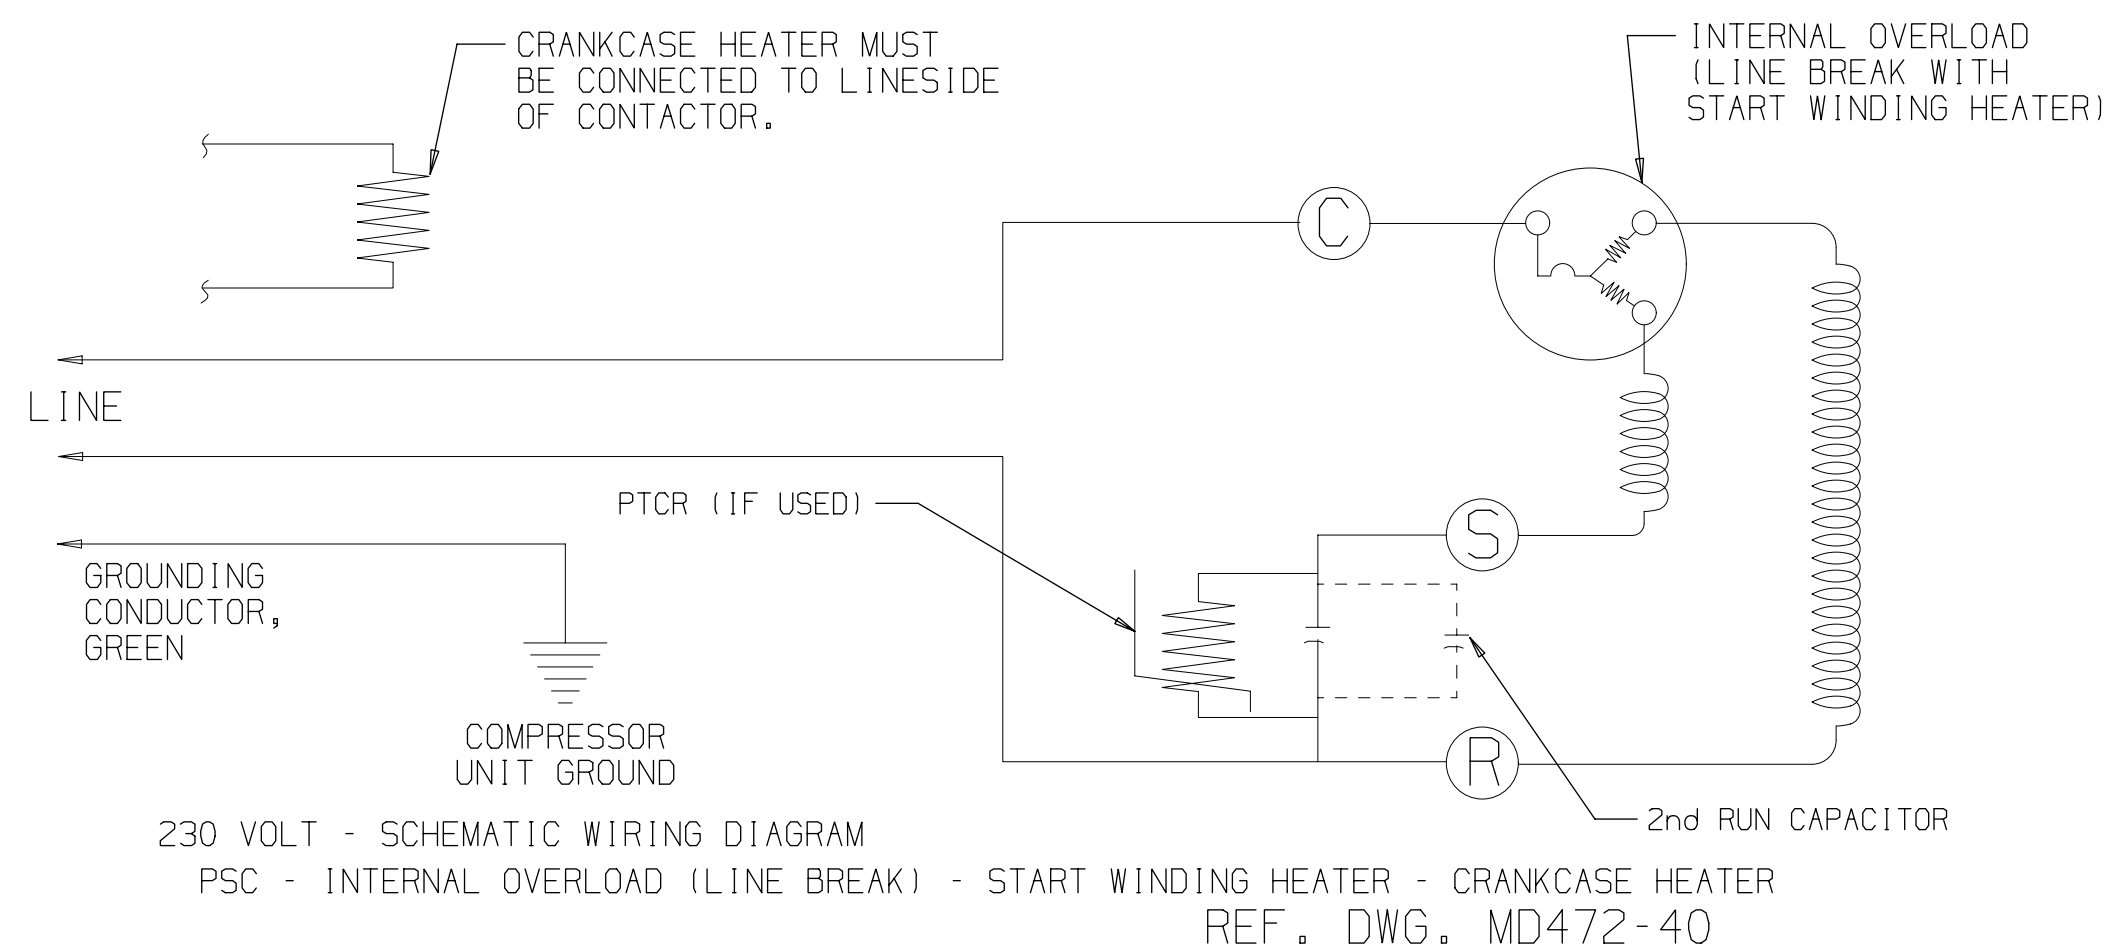 CRANKCASE HEATER MUST
BE CONNECTED TO LINESIDE
OF CONTACTOR.
INTERNAL OVERLOAD
(LINE BREAK WITH
START WINDING HEATER)
C
LINE
PTCR (IF USED)
S
GROUNDING
CONDUCTOR,
GREEN
COMPRESSOR
UNIT GROUND
R
2nd RUN CAPACITOR
230 VOLT - SCHEMATIC WIRING DIAGRAM
PSC - INTERNAL OVERLOAD (LINE BREAK) - START WINDING HEATER - CRANKCASE HEATER
REF. DWG. MD472-40